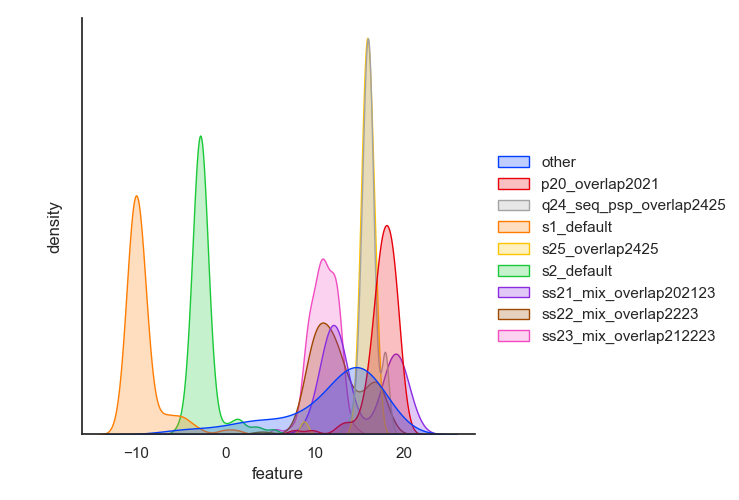 density
other
p20_overlap2021
q24_seq_psp_overlap2425
s1_default
s25_overlap2425
s2_default
ss21_mix_overlap202123
ss22_mix_overlap2223
ss23_mix_overlap212223
−10 0 10 20
feature